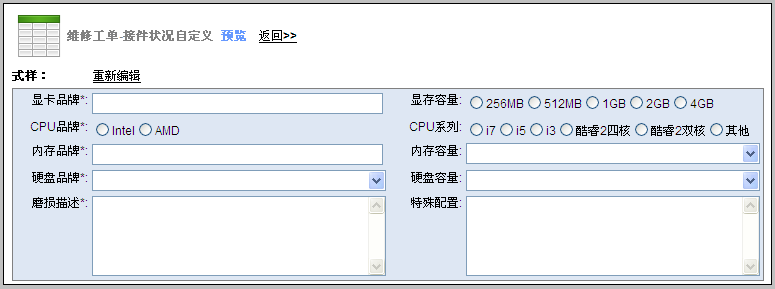 维修工单-接件状况自定义 预览 返回>>
式样： 重新编辑
显卡品牌*: 显存容量: 256MB 512MB 1GB 2GB 4GB
CPU品牌*: Intel AMD CPU系列: i7 i5 i3 酷睿2四核 酷睿2双核 其他
内存品牌*: 内存容量:
硬盘品牌*: 硬盘容量:
磨损描述*: 特殊配置: